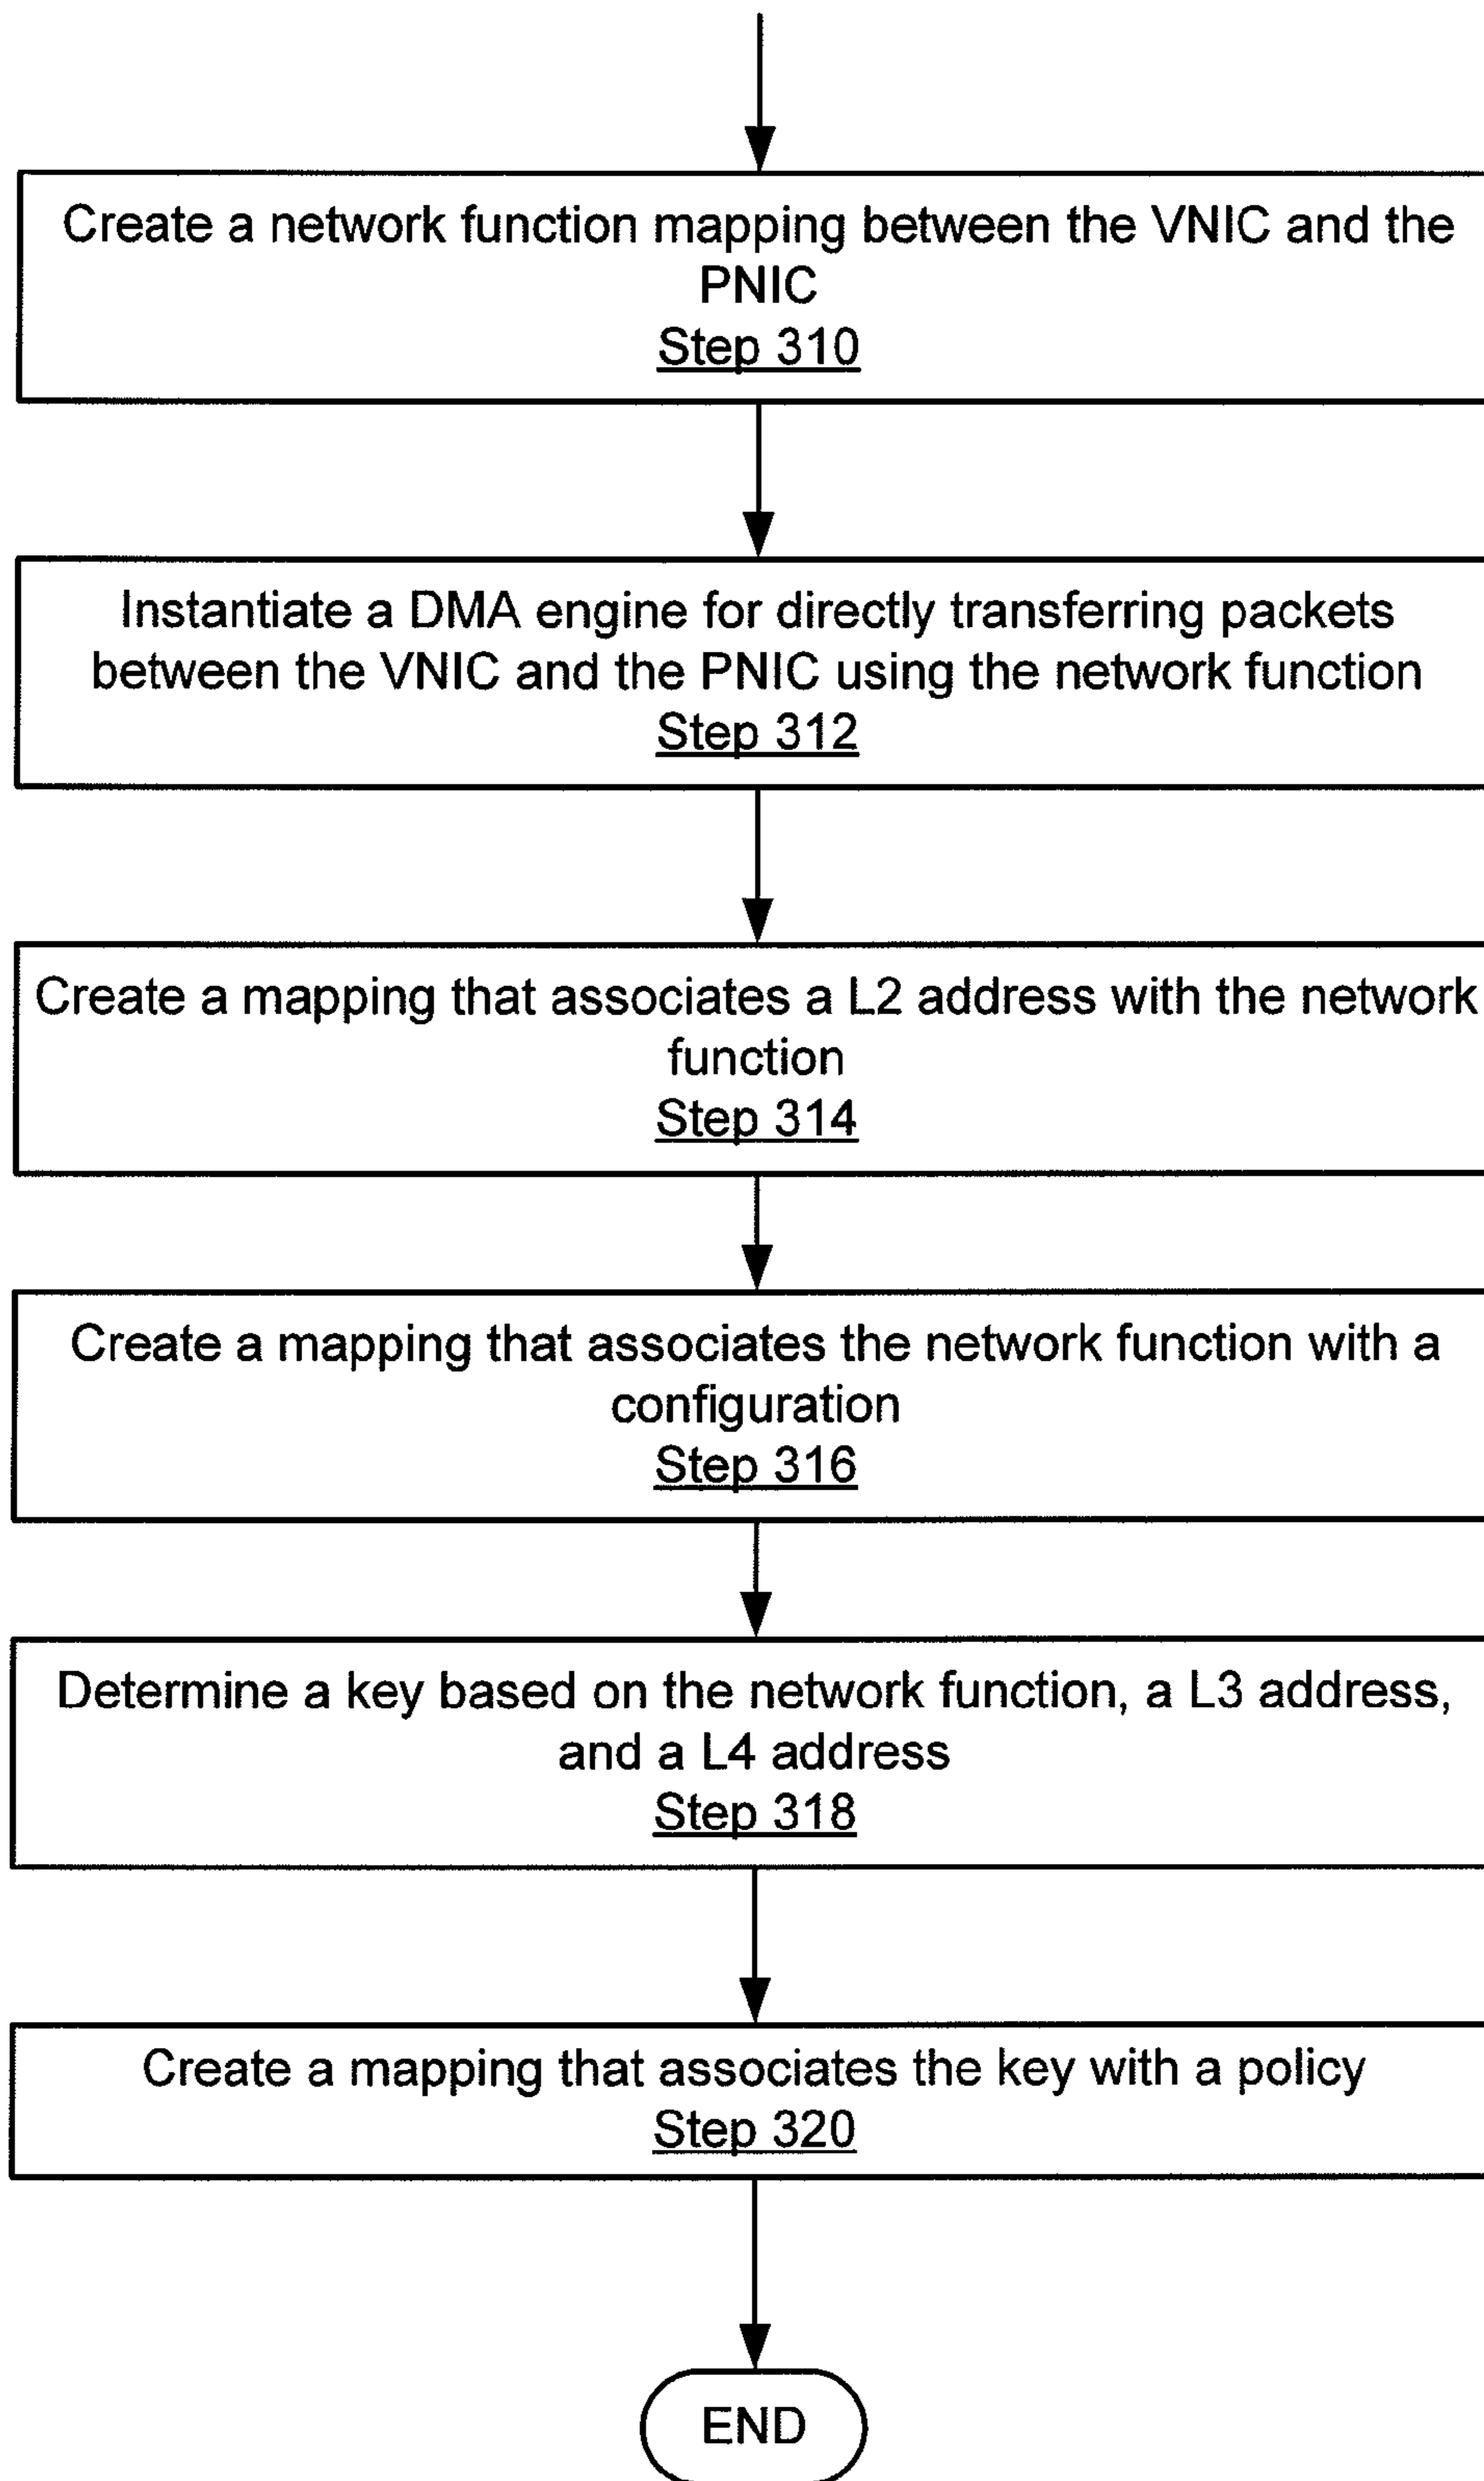 Create a network function mapping between the VNIC and the
PNIC
Step 310
Instantiate a DMA engine for directly transferring packets
between the VNIC and the PNIC using the network function
Step 312
Create a mapping that associates a L2 address with the network
function
Step 314
Create a mapping that associates the network function with a
configuration
Step 316
Determine a key based on the network function, a L3 address,
and a L4 address
Step 318
Create a mapping that associates the key with a policy
Step 320
END